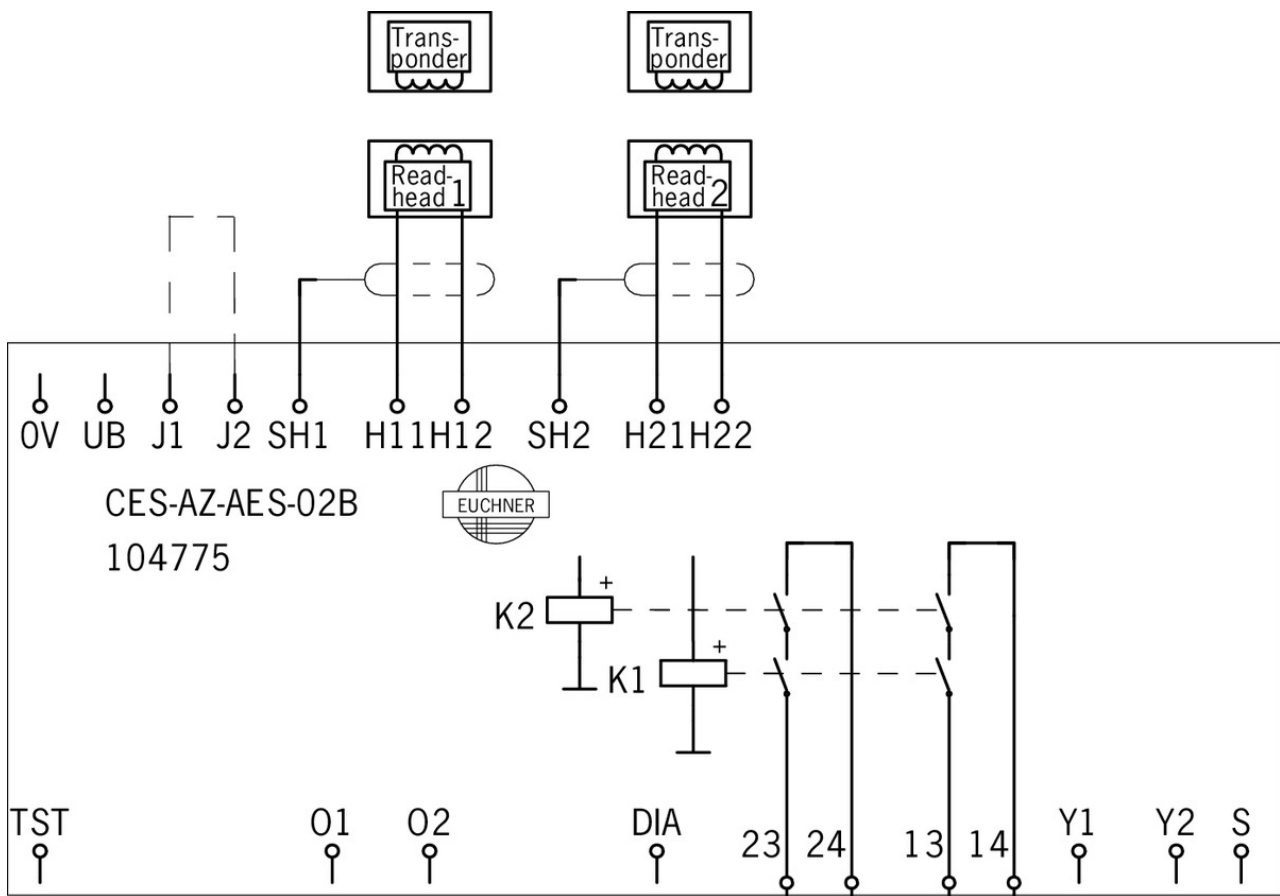 Trans-
ponder
Trans-
ponder
Read-
head 1
Read-
head 2
0V UB J1 J2 SH1 H11 H12 SH2 H21 H22
CES-AZ-AES-02B
EUCHNER
104775
+
K2
+
K1
TST O1 O2 DIA 23 24 13 14 Y1 Y2 S